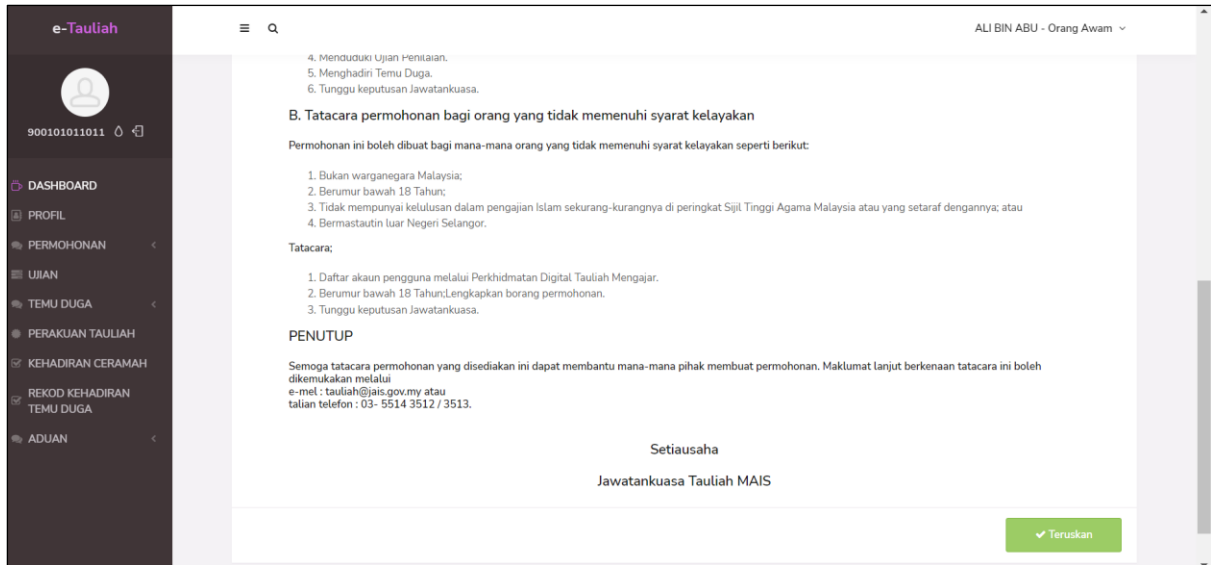 e-Tauliah
ALI BIN ABU - Orang Awam
900101011011
DASHBOARD
PROFIL
PERMOHONAN
UJIAN
TEMU DUGA
PERAKUAN TAULIAH
KEHADIRAN CERAMAH
REKOD KEHADIRAN
TEMU DUGA
ADUAN
4. Menduduki Ujian Penilaian.
5. Menghadiri Temu Duga.
6. Tunggu keputusan Jawatankuasa.
B. Tatacara permohonan bagi orang yang tidak memenuhi syarat kelayakan
Permohonan ini boleh dibuat bagi mana-mana orang yang tidak memenuhi syarat kelayakan seperti berikut:
1. Bukan warganegara Malaysia;
2. Berumur bawah 18 Tahun;
3. Tidak mempunyai kelulusan dalam pengajian Islam sekurang-kurangnya di peringkat Sijil Tinggi Agama Malaysia atau yang setaraf dengannya; atau
4. Bermastautin luar Negeri Selangor.
Tatacara;
1. Daftar akaun pengguna melalui Perkhidmatan Digital Tauliah Mengajar.
2. Berumur bawah 18 Tahun;Lengkapkan borang permohonan.
3. Tunggu keputusan Jawatankuasa.
PENUTUP
Semoga tatacara permohonan yang disediakan ini dapat membantu mana-mana pihak membuat permohonan. Maklumat lanjut berkenaan tatacara ini boleh
dikemukakan melalui
e-mel : tauliah@jais.gov.my atau
talian telefon : 03- 5514 3512 / 3513.
Setiausaha
Jawatankuasa Tauliah MAIS
Teruskan